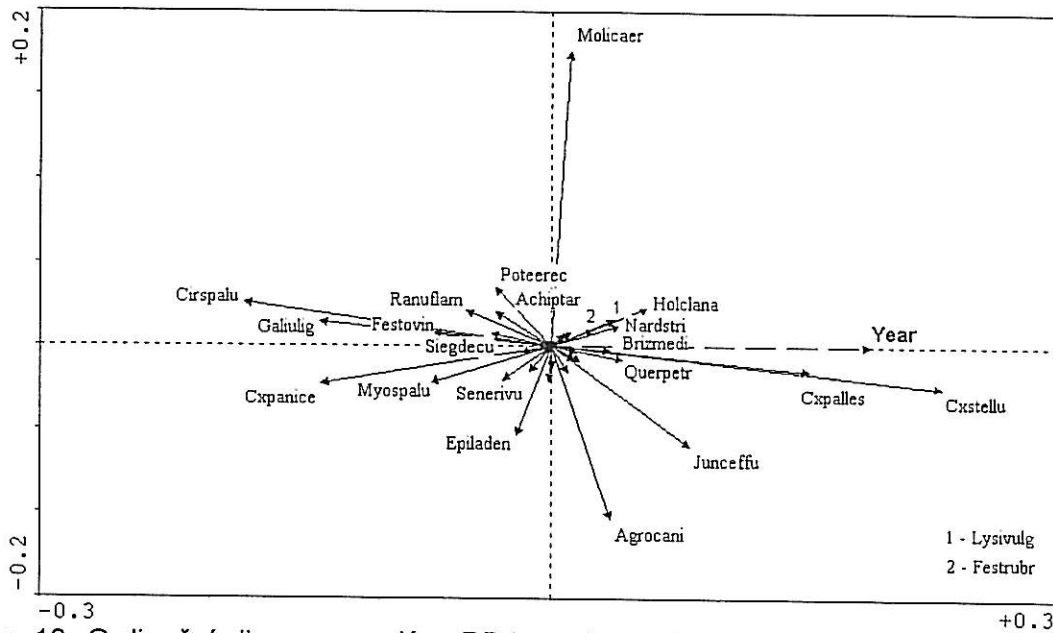 +0.2
Molicaer
Poteerec
Cirspalu
Ranuflam
Achiptar
2
1
Holclana
Galiulig
Festovin
Nardstri
Year
Siegdecu
Brizmedi
Querpetr
Cxpanice
Myospalu
Senerivu
Cxpalles
Cxstellu
Epiladen
Junceffu
Agrocani
1 - Lysivulg
2 - Festrubr
-0.2
-0.3
+0.3